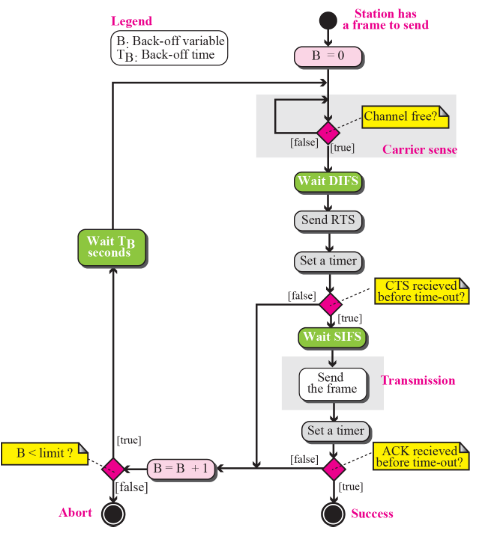 Legend
B: Back-off variable
TB: Back-off time
Station has
a frame to send
B = 0
Channel free?
[false]
[true]
Carrier sense
Wait DIFS
Send RTS
Wait TB
seconds
Set a timer
[false]
CTS recieved
before time-out?
[true]
Wait SIFS
Send
the frame
Transmission
Set a timer
[true]
B < limit ?
B = B + 1
[false]
ACK recieved
before time-out?
[false]
[true]
Abort
Success